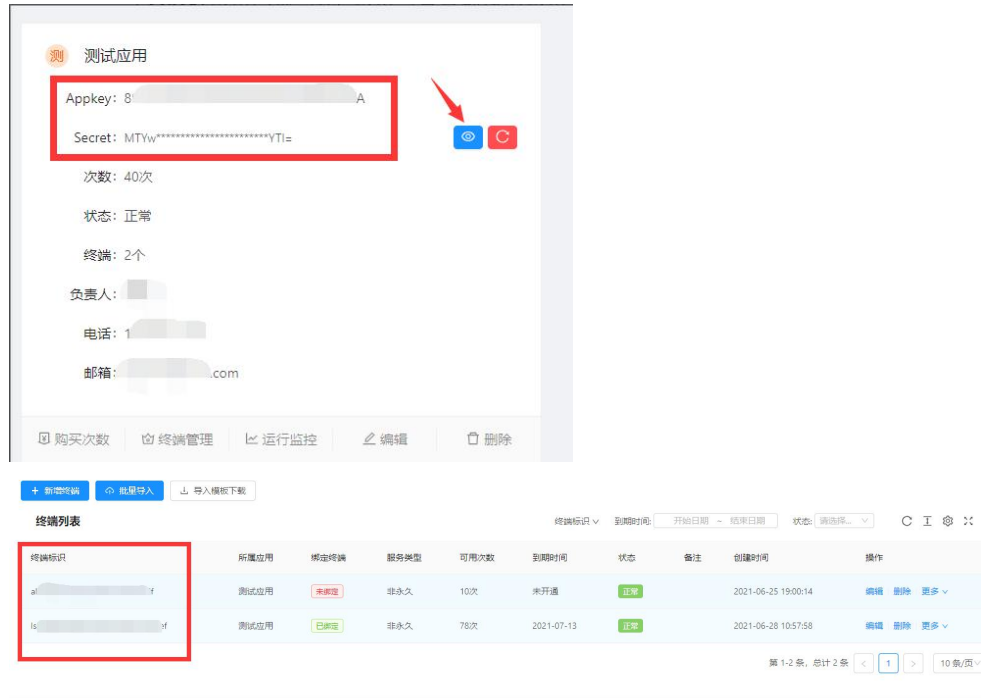 测 测试应用
Appkey: 8 A
Secret: MTYw***********************YTI=
次数: 40次
状态: 正常
终端: 2个
负责人:
电话: 1
邮箱: .com
购买次数 终端管理 运行监控 编辑 删除
+ 新增终端 批量导入 导入模板下载
终端列表 终端标识 到期时间: 开始日期 ~ 结束日期 状态: 请选择...
终端标识 所属应用 绑定终端 服务类型 可用次数 到期时间 状态 备注 创建时间 操作
al f 测试应用 未绑定 非永久 10次 未开通 正常 2021-06-25 19:00:14 编辑 删除 更多
ls ef 测试应用 已绑定 非永久 78次 2021-07-13 正常 2021-06-28 10:57:58 编辑 删除 更多
第 1-2 条, 总计 2 条 < 1 > 10 条/页